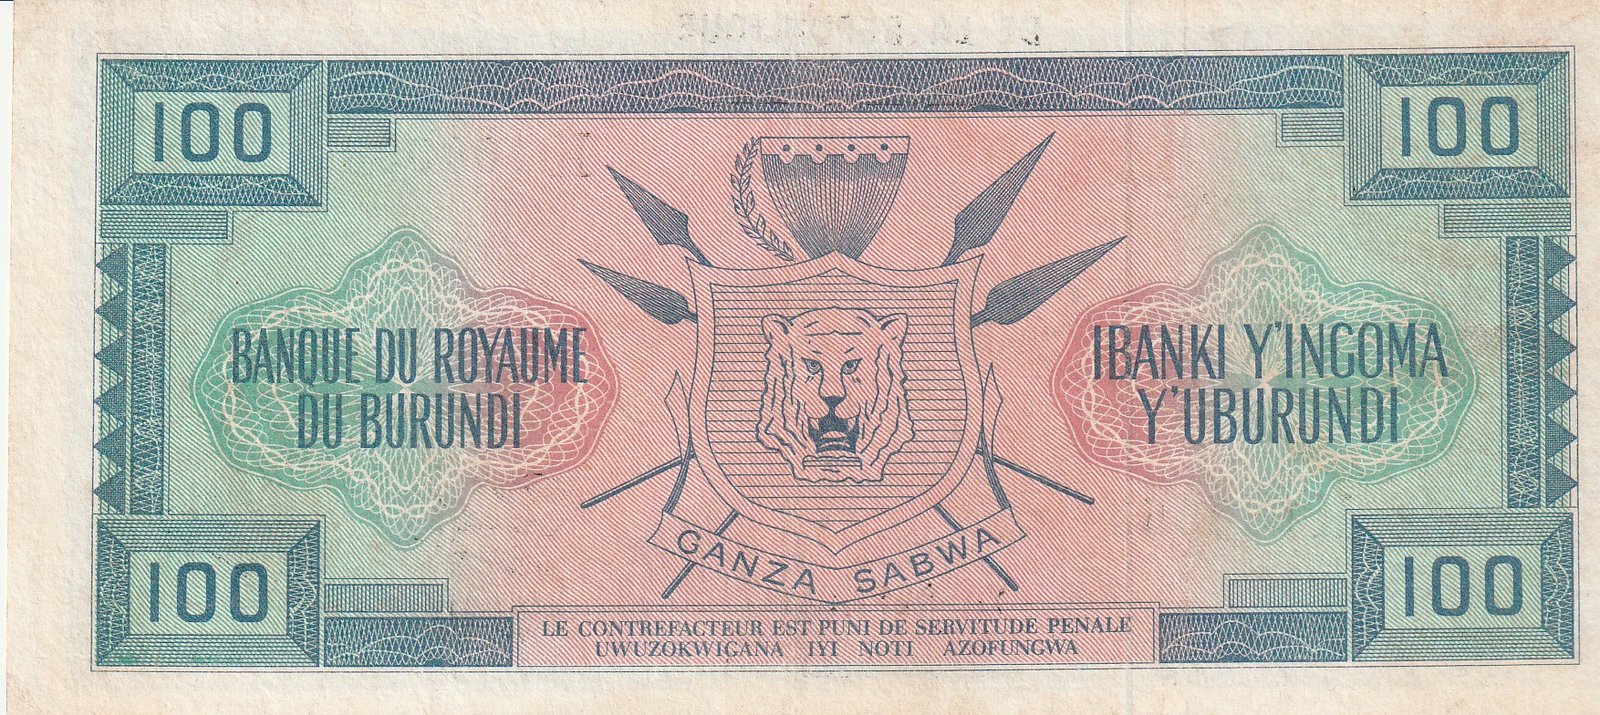 100
100
BANQUE DU ROYAUME
DU BURUNDI
IBANKI Y'INGOMA
Y'UBURUNDI
GANZA SABWA
100
100
LE CONTREFACTEUR EST PUNI DE SERVITUDE PENALE
UWUZOKWIGANA IYI NOTI AZOFUNGWA